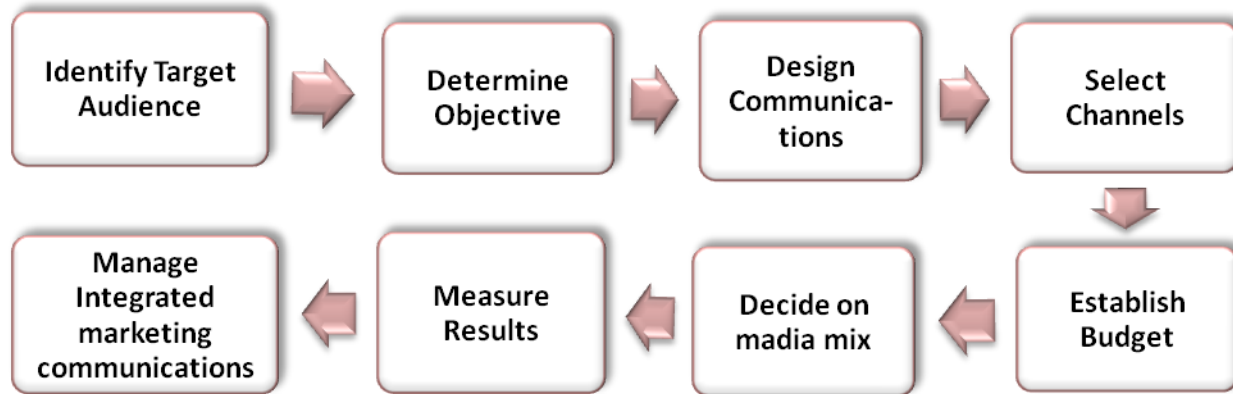 Identify Target
Audience
Determine
Objective
Design
Communica-
tions
Select
Channels
Establish
Budget
Decide on
madia mix
Measure
Results
Manage
Integrated
marketing
communications